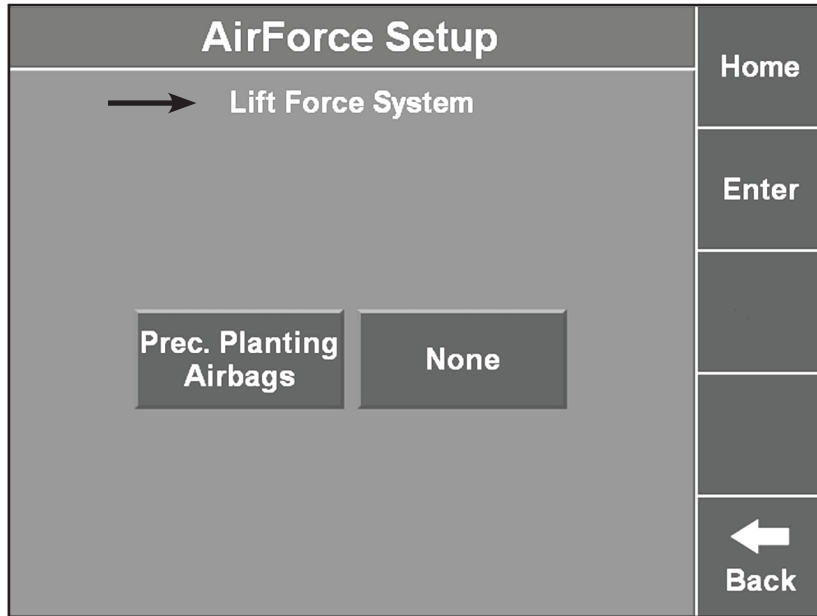 AirForce Setup
Lift Force System
Prec. Planting
Airbags
None
Home
Enter
Back